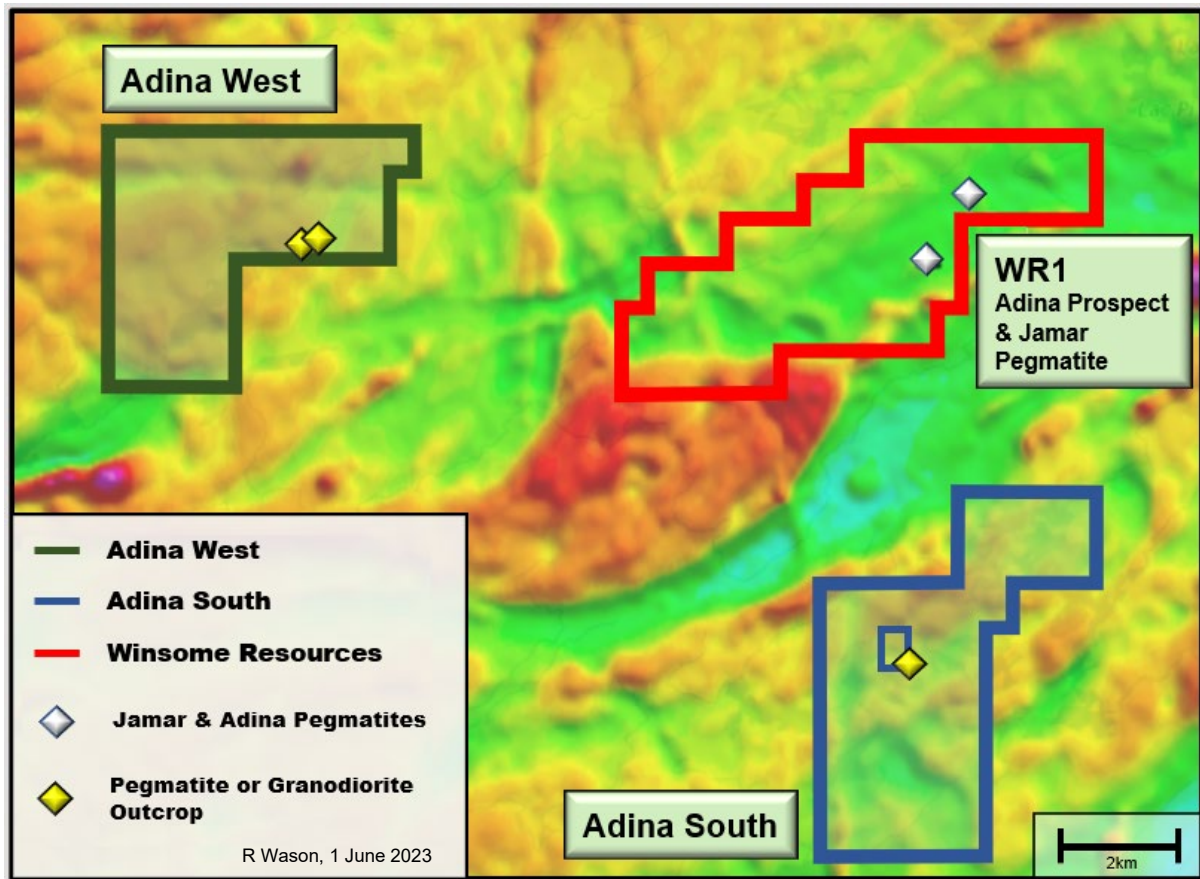 Adina West
WR1
Adina Prospect
& Jamar
Pegmatite
Adina West
Adina South
Winsome Resources
Jamar & Adina Pegmatites
Pegmatite or Granodiorite
Outcrop
R Wason, 1 June 2023
Adina South
2km